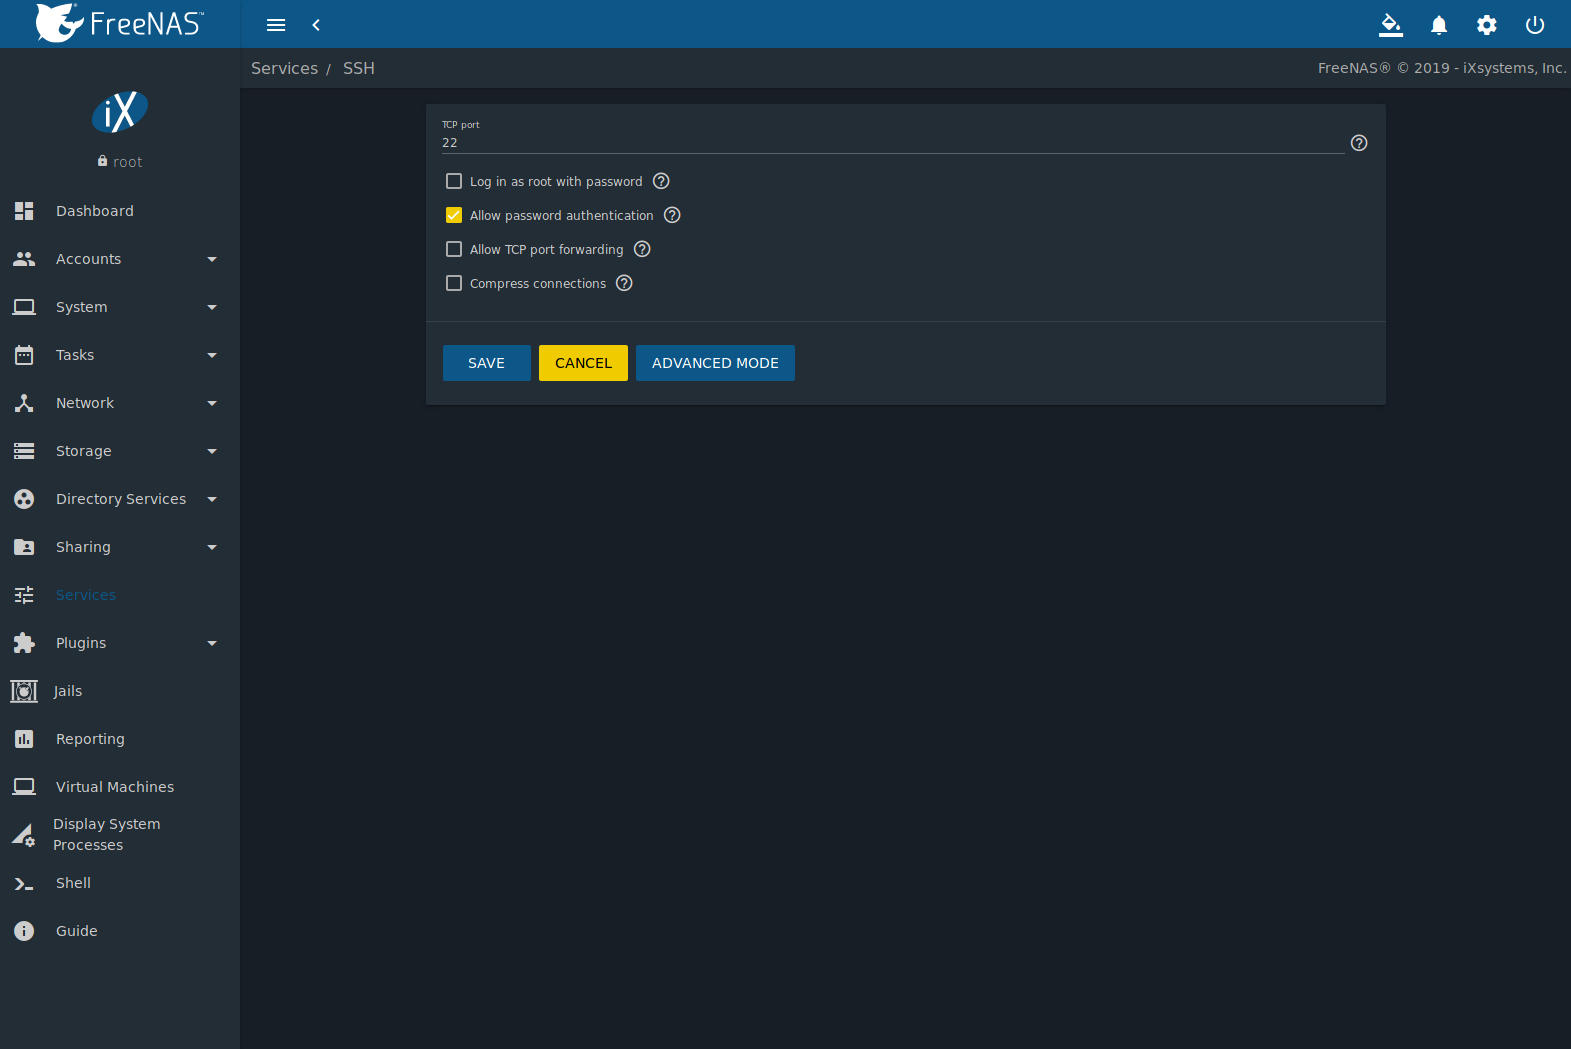 FreeNAS™
Services / SSH
FreeNAS® © 2019 - iXsystems, Inc.
iX
root
Dashboard
Accounts
System
Tasks
Network
Storage
Directory Services
Sharing
Services
Plugins
Jails
Reporting
Virtual Machines
Display System
Processes
Shell
Guide
TCP port
22
Log in as root with password
Allow password authentication
Allow TCP port forwarding
Compress connections
SAVE
CANCEL
ADVANCED MODE